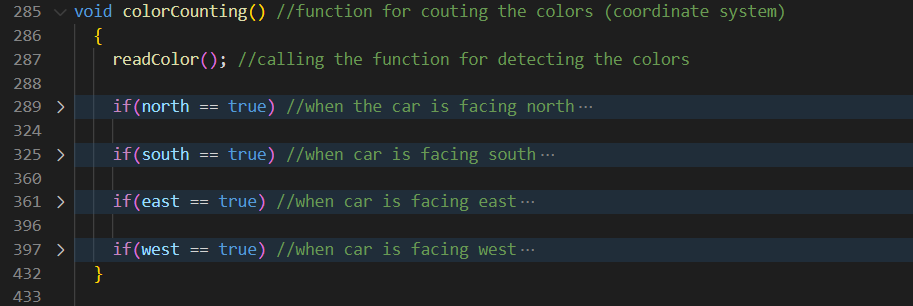 285 void colorCounting() //function for couting the colors (coordinate system)
286 {
287 readColor(); //calling the function for detecting the colors
288
289 if(north == true) //when the car is facing north⋯
324
325 if(south == true) //when car is facing south⋯
360
361 if(east == true) //when car is facing east⋯
396
397 if(west == true) //when car is facing west⋯
432 }
433